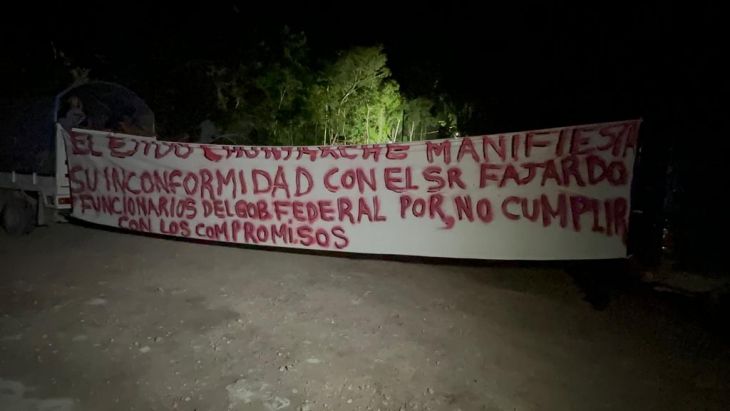 EL EJIDO CHUNYAXCHE MANIFIESTA
SU INCONFORMIDAD CON EL SR FAJARDO
FUNCIONARIOS DEL GOB. FEDERAL POR, NO CUMPLIR
CON LOS COMPROMISOS